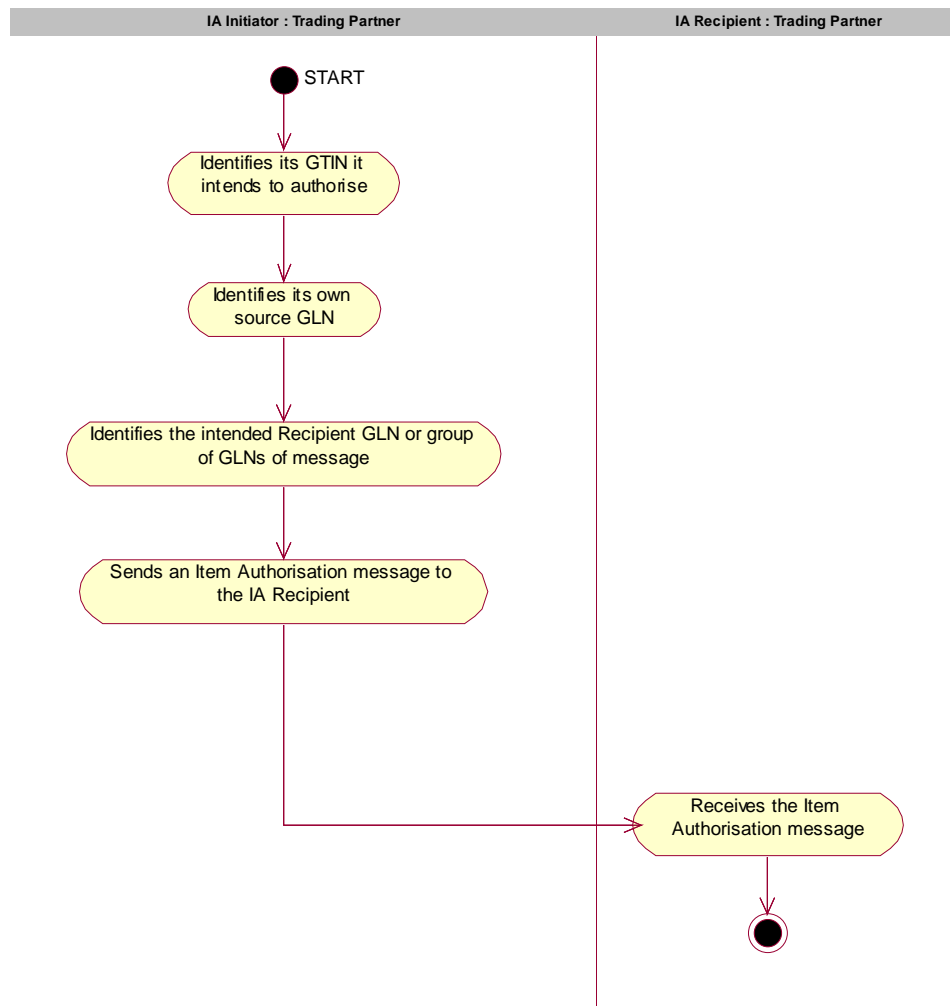 IA Initiator : Trading Partner
IA Recipient : Trading Partner
START
Identifies its GTIN it
intends to authorise
Identifies its own
source GLN
Identifies the intended Recipient GLN or group
of GLNs of message
Sends an Item Authorisation message to
the IA Recipient
Receives the Item
Authorisation message